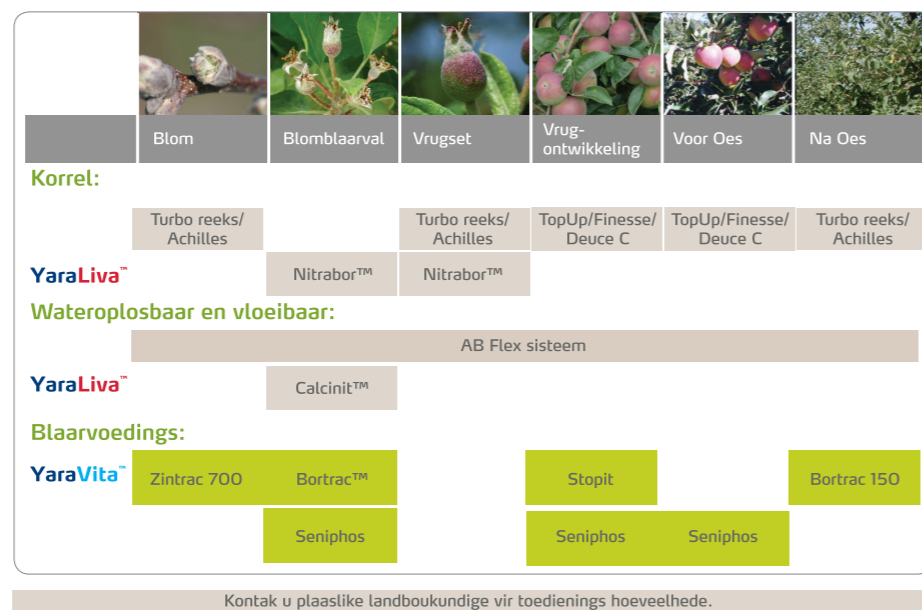 Blom
Blomblaarval
Vrugset
Vrug-
ontwikkeling
Voor Oes
Na Oes
Korrel:
Turbo reeks/
Achilles
Turbo reeks/
Achilles
TopUp/Finesse/
Deuce C
TopUp/Finesse/
Deuce C
Turbo reeks/
Achilles
YaraLiva™
Nitrabor™
Nitrabor™
Wateroplosbaar en vloeibaar:
AB Flex sisteem
YaraLiva™
Calcinit™
Blaarvoedings:
YaraVita™
Zintrac 700
Bortrac™
Stopit
Bortrac 150
Seniphos
Seniphos
Seniphos
Kontak u plaaslike landboukundige vir toedienings hoeveelhede.